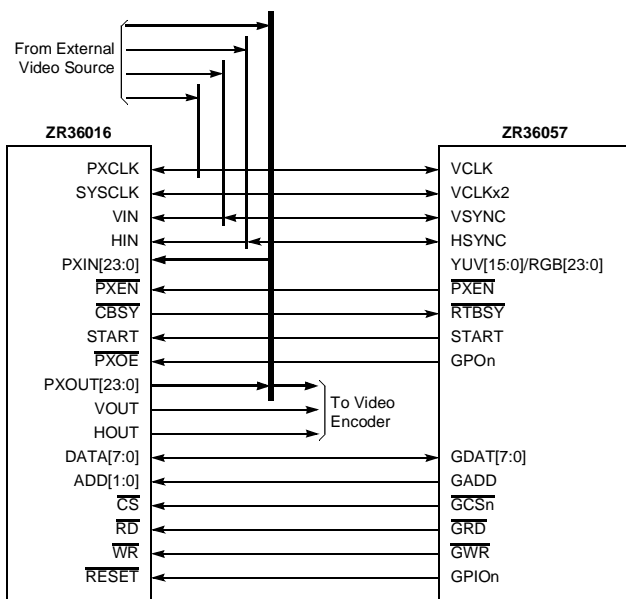 From External
Video Source
ZR36016 ZR36057
PXCLK VCLK
SYSCLK VCLKx2
VIN VSYNC
HIN HSYNC
PXIN[23:0] YUV[15:0]/RGB[23:0]
PXEN PXEN
CBSY RTBSY
START START
PXOE GPOn
PXOUT[23:0]
VOUT
HOUT
To Video
Encoder
DATA[7:0] GDAT[7:0]
ADD[1:0] GADD
CS GCSn
RD GRD
WR GWR
RESET GPIOn